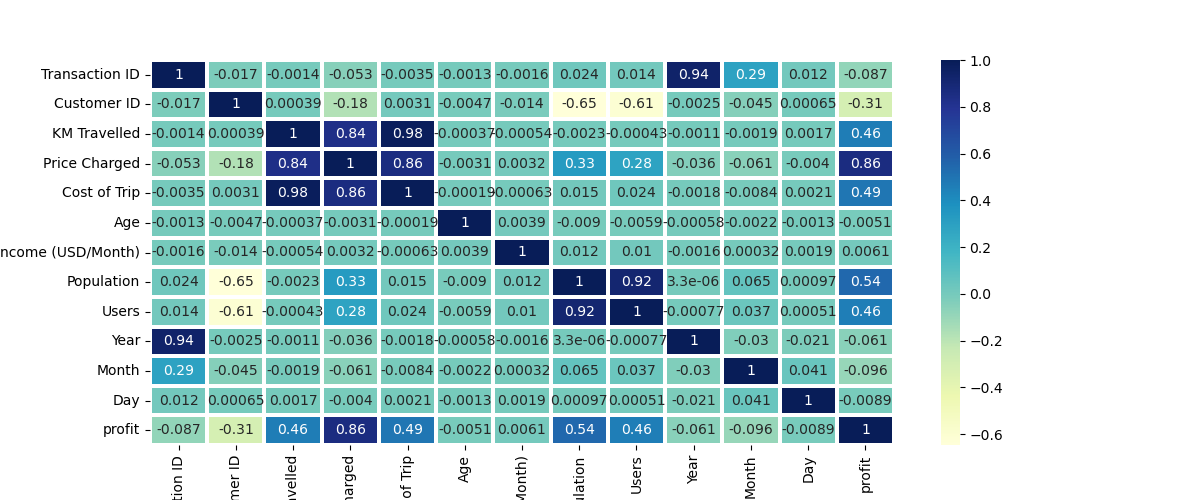 Transaction ID 1 -0.017 -0.0014 -0.053 -0.0035 -0.0013 -0.0016 0.024 0.014 0.94 0.29 0.012 -0.087
Customer ID -0.017 1 0.00039 -0.18 0.0031 -0.0047 -0.014 -0.65 -0.61 -0.0025 -0.045 0.00065 -0.31
KM Travelled -0.0014 0.00039 1 0.84 0.98 -0.00037 -0.00054 -0.0023 -0.00043 -0.0011 -0.0019 0.0017 0.46
Price Charged -0.053 -0.18 0.84 1 0.86 -0.0031 0.0032 0.33 0.28 -0.036 -0.061 -0.004 0.86
Cost of Trip -0.0035 0.0031 0.98 0.86 1 -0.00019 -0.00063 0.015 0.024 -0.0018 -0.0084 0.0021 0.49
Age -0.0013 -0.0047 -0.00037 -0.0031 -0.00019 1 0.0039 -0.009 -0.0059 -0.00058 -0.0022 -0.0013 -0.0051
ncome (USD/Month) -0.0016 -0.014 -0.00054 0.0032 -0.00063 0.0039 1 0.012 0.01 -0.0016 0.00032 0.0019 0.0061
Population 0.024 -0.65 -0.0023 0.33 0.015 -0.009 0.012 1 0.92 3.3e-06 0.065 0.00097 0.54
Users 0.014 -0.61 -0.00043 0.28 0.024 -0.0059 0.01 0.92 1 -0.00077 0.037 0.00051 0.46
Year 0.94 -0.0025 -0.0011 -0.036 -0.0018 -0.00058 -0.0016 3.3e-06 -0.00077 1 -0.03 -0.021 -0.061
Month 0.29 -0.045 -0.0019 -0.061 -0.0084 -0.0022 0.00032 0.065 0.037 -0.03 1 0.041 -0.096
Day 0.012 0.00065 0.0017 -0.004 0.0021 -0.0013 0.0019 0.00097 0.00051 -0.021 0.041 1 -0.0089
profit -0.087 -0.31 0.46 0.86 0.49 -0.0051 0.0061 0.54 0.46 -0.061 -0.096 -0.0089 1
tion ID
mer ID
avelled
harged
of Trip
Age
Month)
ulation
Users
Year
Month
Day
profit
1.0
0.8
0.6
0.4
0.2
0.0
−0.2
−0.4
−0.6